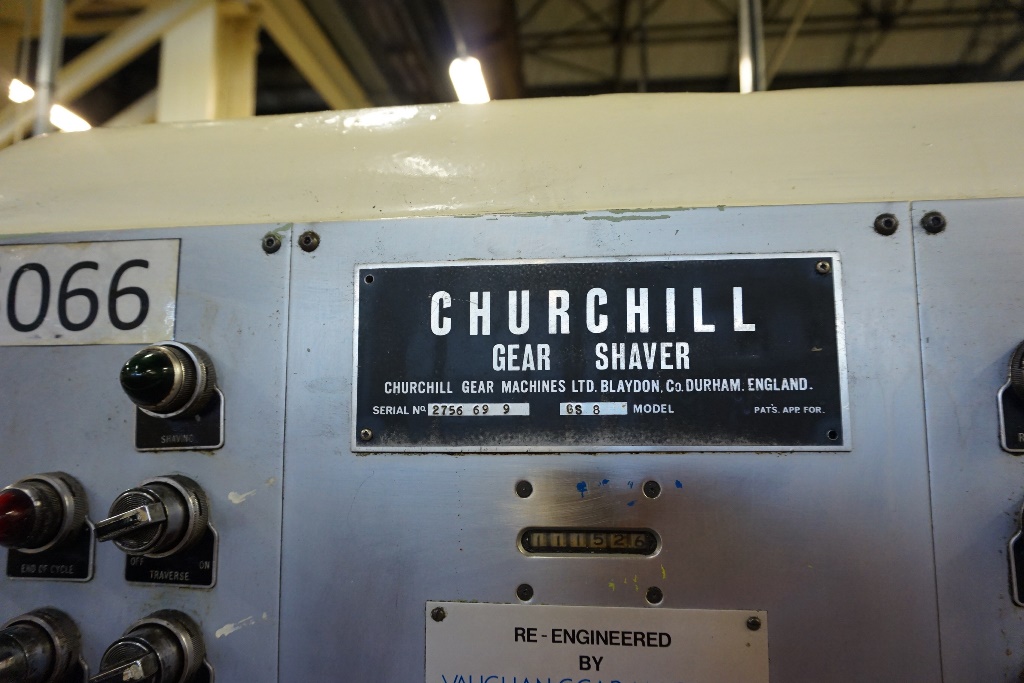 066
CHURCHILL
GEAR SHAVER
CHURCHILL GEAR MACHINES LTD. BLAYDON, Co. DURHAM. ENGLAND.
SERIAL No. 2756 69 9 GS 8 MODEL PAT'S. APP. FOR.
SHAVING
END OF CYCLE
OFF ON
TRAVERSE
111526
RE-ENGINEERED
BY